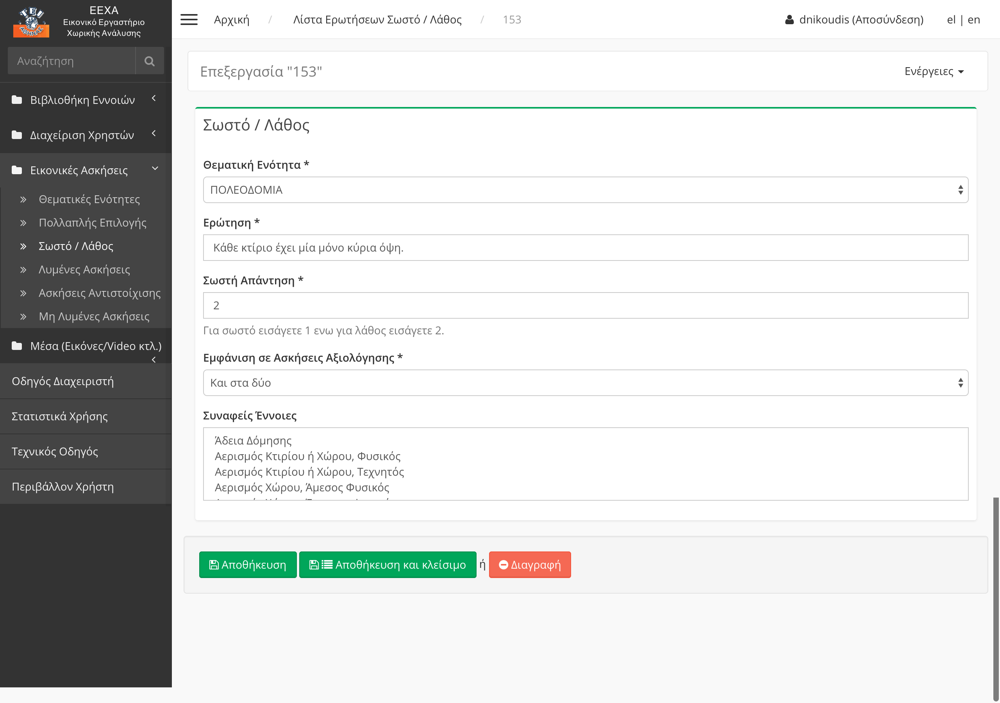 ΤΕΙ
ΑΘΗΝΑΣ
ΕΕΧΑ
Εικονικό Εργαστήριο
Χωρικής Ανάλυσης
Αναζήτηση
Βιβλιοθήκη Εννοιών
Διαχείριση Χρηστών
Εικονικές Ασκήσεις
Θεματικές Ενότητες
Πολλαπλής Επιλογής
Σωστό / Λάθος
Λυμένες Ασκήσεις
Ασκήσεις Αντιστοίχισης
Μη Λυμένες Ασκήσεις
Μέσα (Εικόνες/Video κτλ.)
Οδηγός Διαχειριστή
Στατιστικά Χρήσης
Τεχνικός Οδηγός
Περιβάλλον Χρήστη
Αρχική / Λίστα Ερωτήσεων Σωστό / Λάθος / 153
dnikoudis (Αποσύνδεση) el | en
Επεξεργασία "153"
Ενέργειες
Σωστό / Λάθος
Θεματική Ενότητα *
ΠΟΛΕΟΔΟΜΙΑ
Ερώτηση *
Κάθε κτίριο έχει μία μόνο κύρια όψη.
Σωστή Απάντηση *
2
Για σωστό εισάγετε 1 ενω για λάθος εισάγετε 2.
Εμφάνιση σε Ασκήσεις Αξιολόγησης *
Και στα δύο
Συναφείς Έννοιες
Άδεια Δόμησης
Αερισμός Κτιρίου ή Χώρου, Φυσικός
Αερισμός Κτιρίου ή Χώρου, Τεχνητός
Αερισμός Χώρου, Άμεσος Φυσικός
Αποθήκευση Αποθήκευση και κλείσιμο ή Διαγραφή